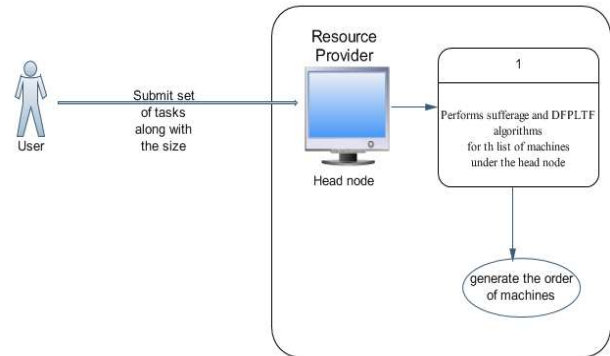 User
Submit set
of tasks
along with
the size
Resource
Provider
Head node
1
Performs sufferage and DFPLTF
algorithms
for th list of machines
under the head node
generate the order
of machines